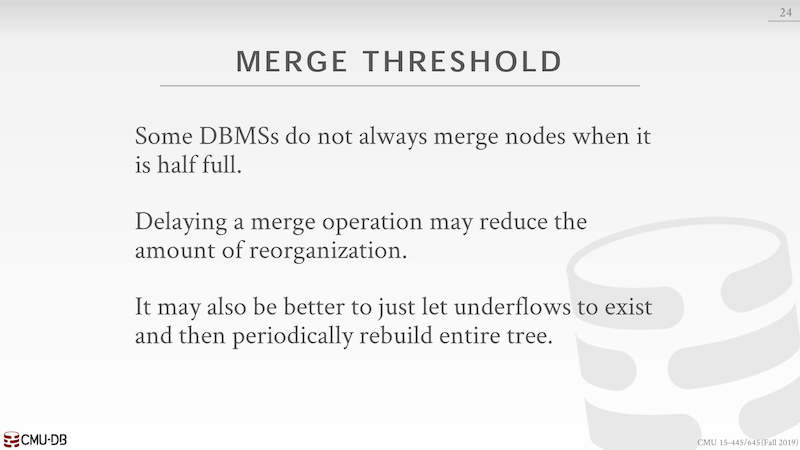 24
MERGE THRESHOLD
Some DBMSs do not always merge nodes when it
is half full.
Delaying a merge operation may reduce the
amount of reorganization.
It may also be better to just let underflows to exist
and then periodically rebuild entire tree.
CMU·DB
CMU 15-445/645 (Fall 2019)